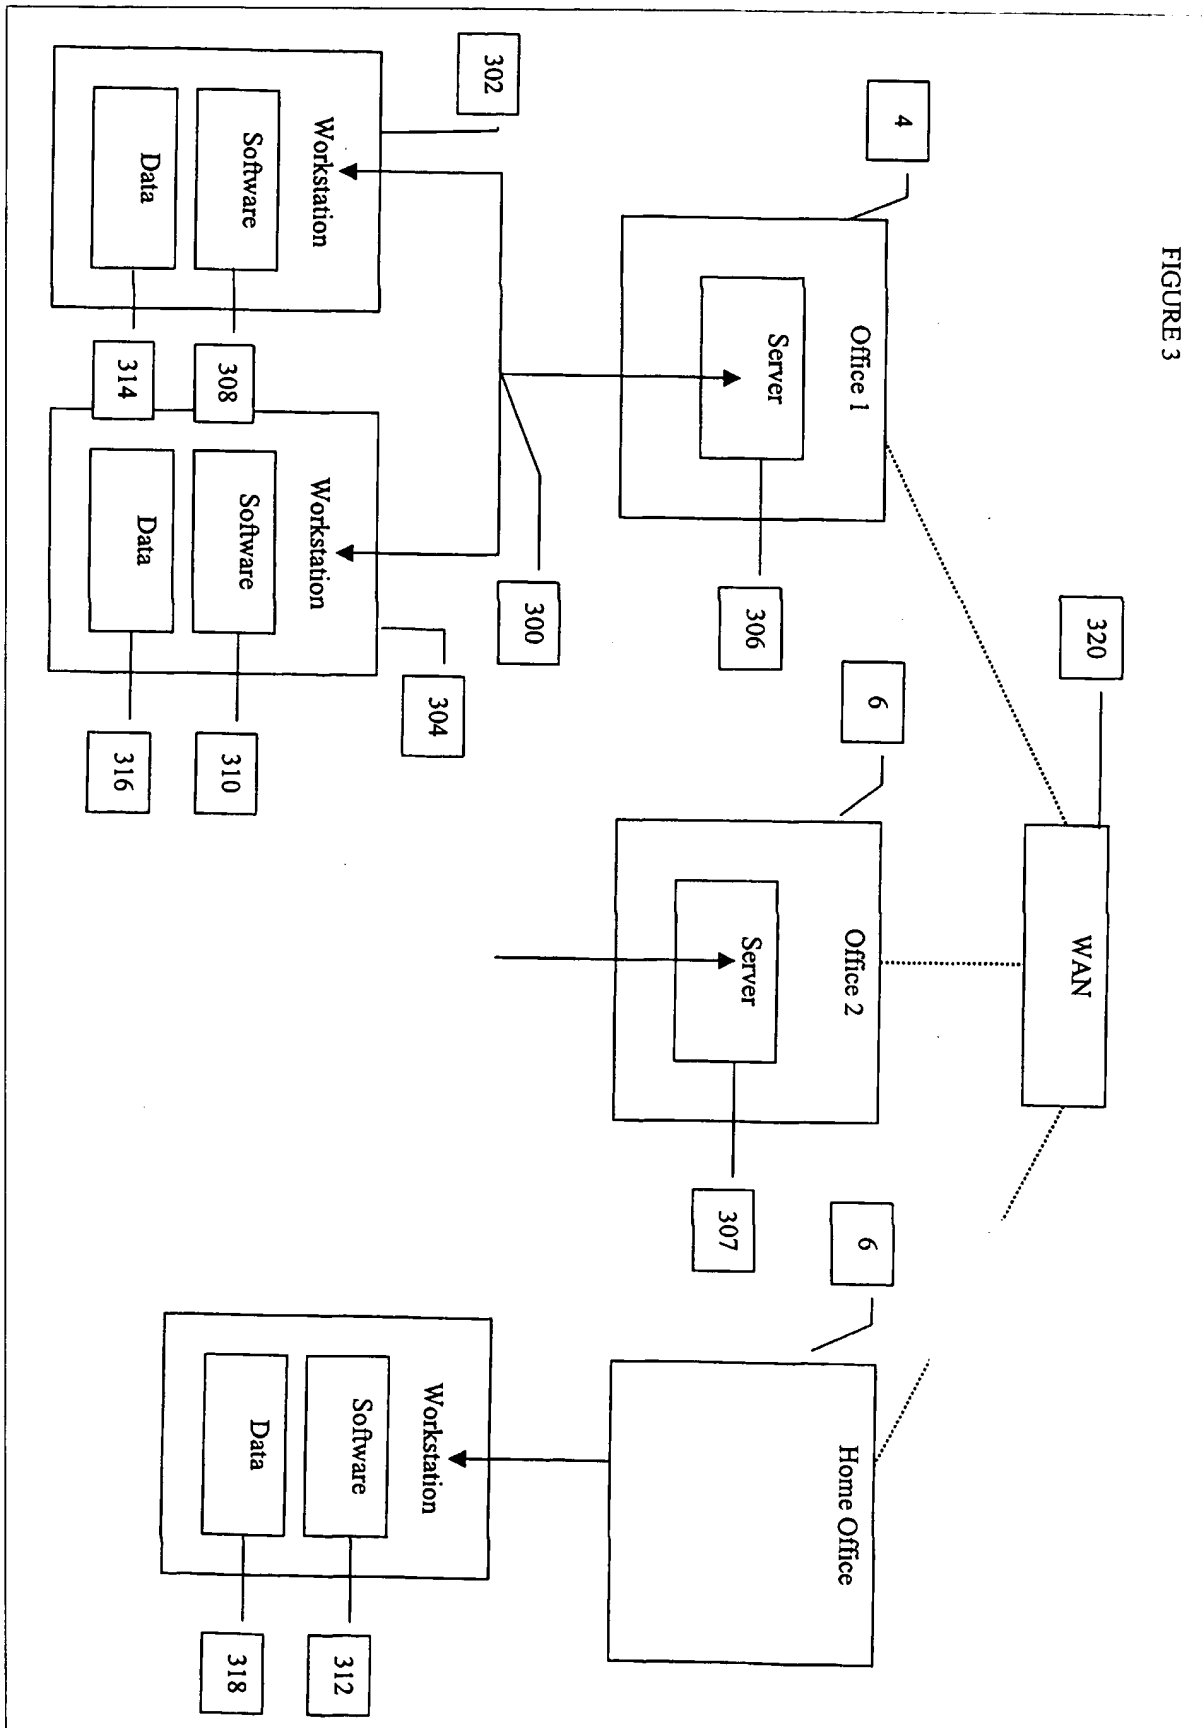 FIGURE 3
320
WAN
4
6
6
Office 1
Office 2
Home Office
Server
Server
306
307
300
302
304
Workstation
Workstation
Workstation
Software
Software
Software
308
310
312
Data
Data
Data
314
316
318